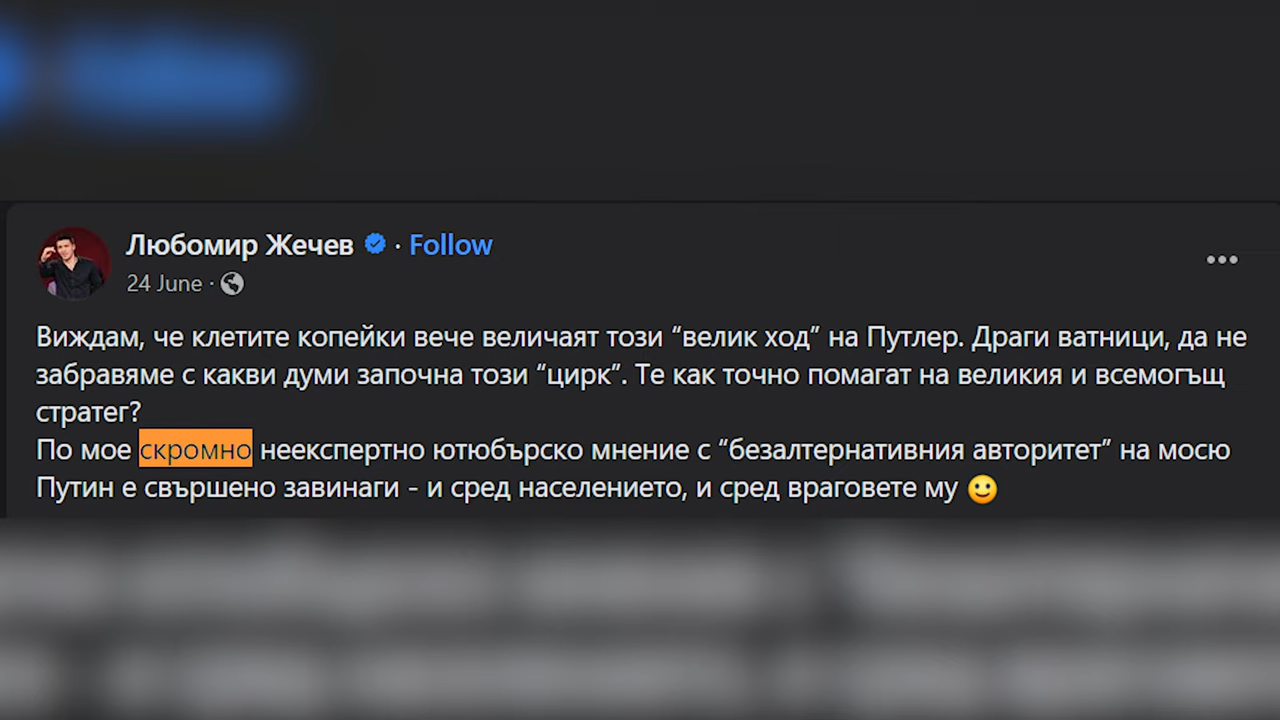 Любомир Жечев · Follow
24 June ·
Виждам, че клетите копейки вече величаят този “велик ход” на Путлер. Драги ватници, да не
забравяме с какви думи започна този “цирк”. Те как точно помагат на великия и всемогъщ
стратег?
По мое скромно неекспертно ютюбърско мнение с “безалтернативния авторитет” на мосю
Путин е свършено завинаги - и сред населението, и сред враговете му 🙂